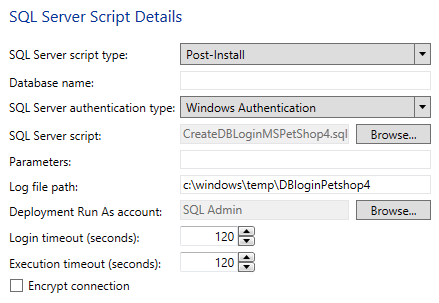 SQL Server Script Details
SQL Server script type: Post-Install
Database name:
SQL Server authentication type: Windows Authentication
SQL Server script: CreateDBLoginMSPetShop4.sql Browse...
Parameters:
Log file path: c:\windows\temp\DBloginPetshop4
Deployment Run As account: SQL Admin Browse...
Login timeout (seconds): 120
Execution timeout (seconds): 120
Encrypt connection